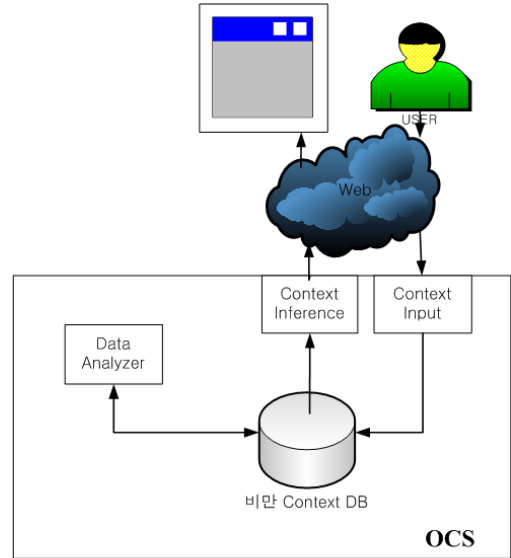 USER
Web
Context
Inference
Context
Input
Data
Analyzer
비만 Context DB
OCS